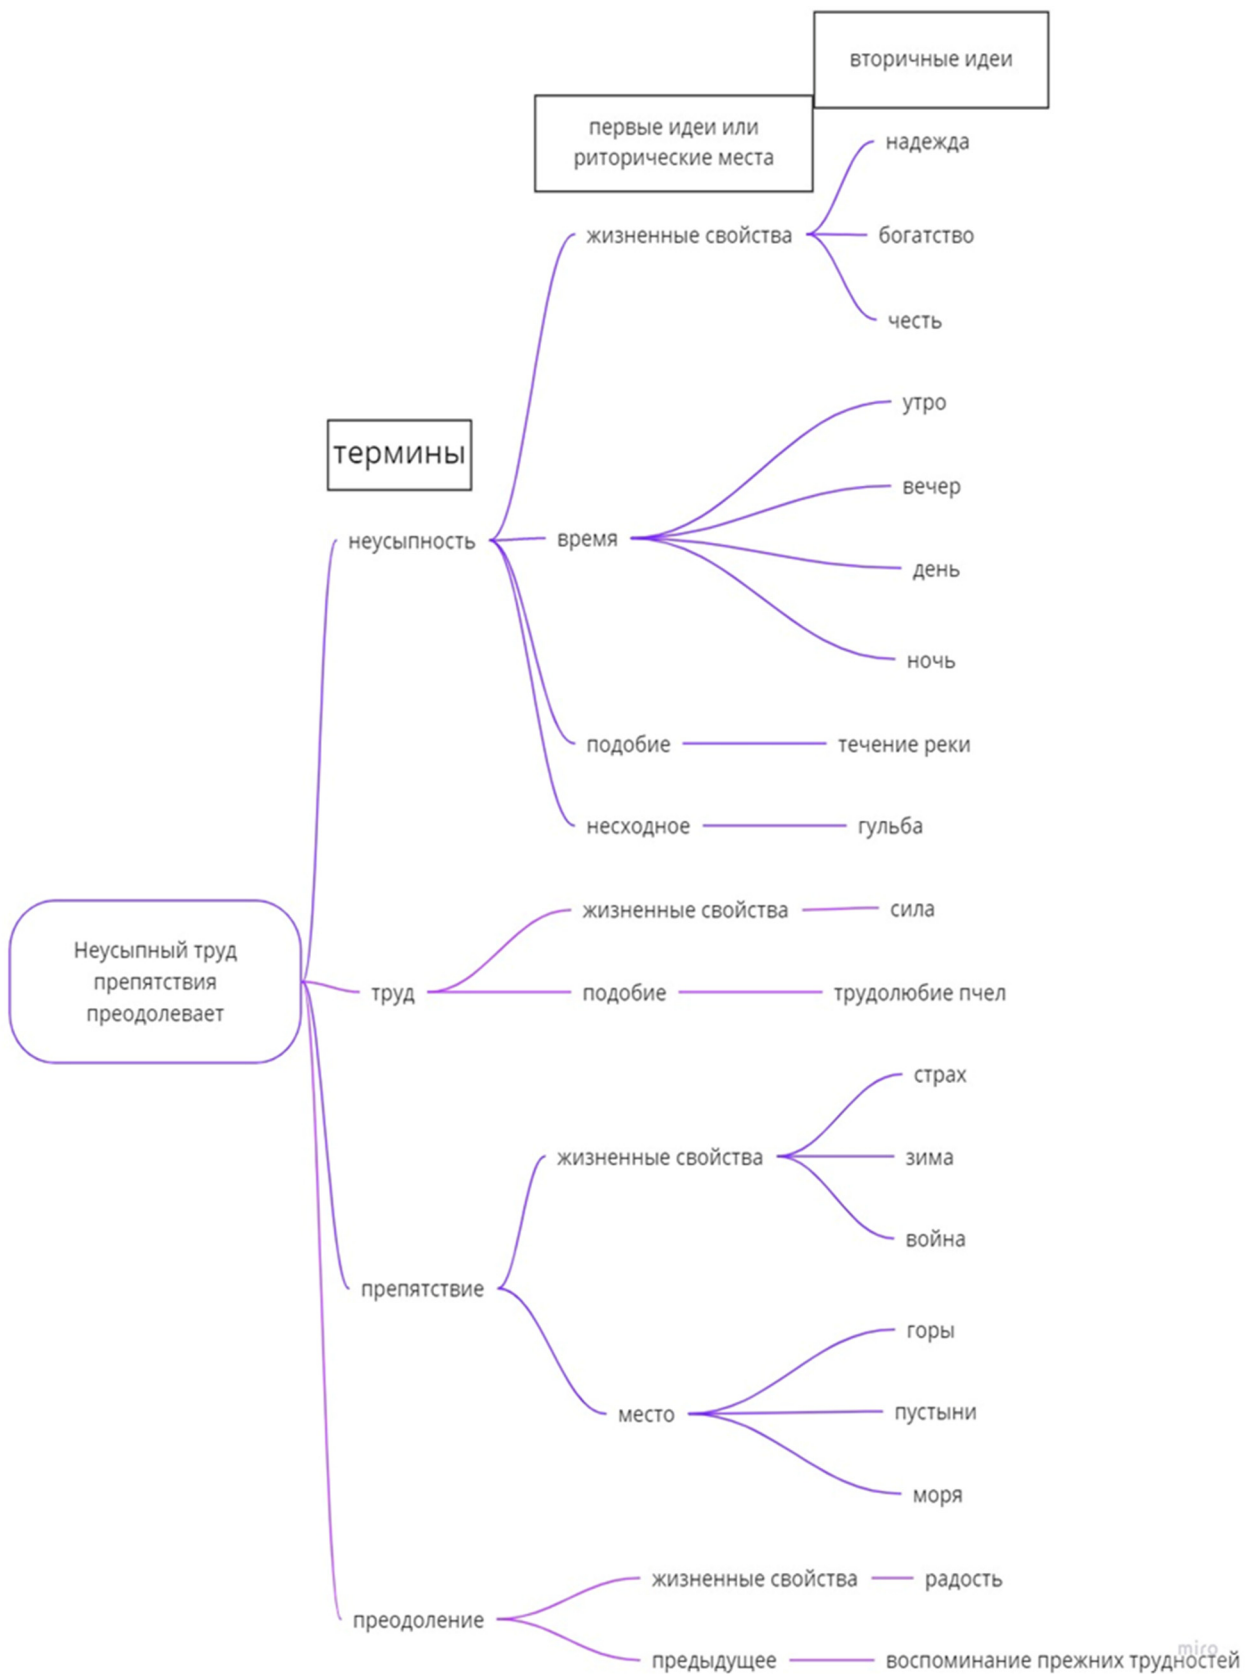 вторичные идеи
первые идеи или
риторические места
надежда
жизненные свойства
богатство
честь
термины
утро
вечер
неусыпность
время
день
ночь
подобие
течение реки
несходное
гульба
жизненные свойства
сила
Неусыпный труд
препятствия
преодолевает
труд
подобие
трудолюбие пчел
страх
жизненные свойства
зима
война
препятствие
горы
место
пустыни
моря
жизненные свойства
радость
преодоление
предыдущее
воспоминание прежних трудностей
miro